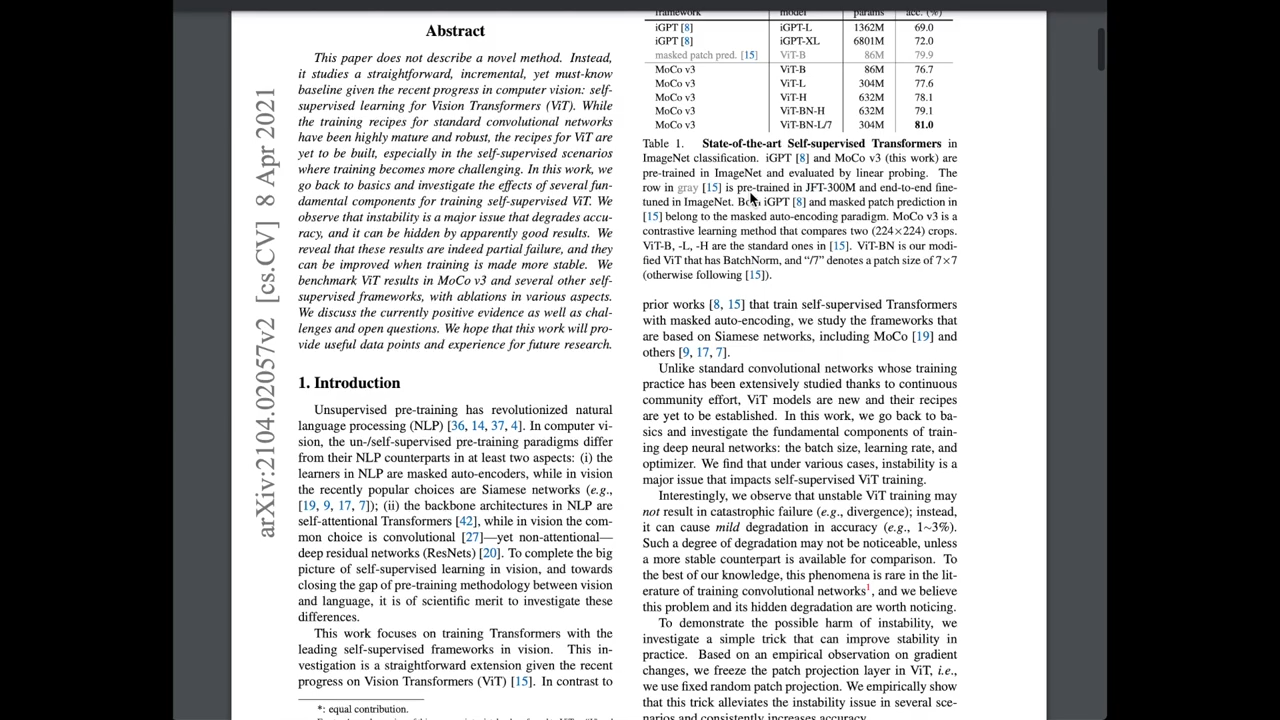 arXiv:2104.02057v2 [cs.CV] 8 Apr 2021
Abstract
This paper does not describe a novel method. Instead,
it studies a straightforward, incremental, yet must-know
baseline given the recent progress in computer vision: self-
supervised learning for Vision Transformers (ViT). While
the training recipes for standard convolutional networks
have been highly mature and robust, the recipes for ViT are
yet to be built, especially in the self-supervised scenarios
where training becomes more challenging. In this work, we
go back to basics and investigate the effects of several fun-
damental components for training self-supervised ViT. We
observe that instability is a major issue that degrades accu-
racy, and it can be hidden by apparently good results. We
reveal that these results are indeed partial failure, and they
can be improved when training is made more stable. We
benchmark ViT results in MoCo v3 and several other self-
supervised frameworks, with ablations in various aspects.
We discuss the currently positive evidence as well as chal-
lenges and open questions. We hope that this work will pro-
vide useful data points and experience for future research.
1. Introduction
Unsupervised pre-training has revolutionized natural
language processing (NLP) [36, 14, 37, 4]. In computer vi-
sion, the un-/self-supervised pre-training paradigms differ
from their NLP counterparts in at least two aspects: (i) the
learners in NLP are masked auto-encoders, while in vision
the recently popular choices are Siamese networks (e.g.,
[19, 9, 17, 7]); (ii) the backbone architectures in NLP are
self-attentional Transformers [42], while in vision the com-
mon choice is convolutional [27]—yet non-attentional—
deep residual networks (ResNets) [20]. To complete the big
picture of self-supervised learning in vision, and towards
closing the gap of pre-training methodology between vision
and language, it is of scientific merit to investigate these
differences.
This work focuses on training Transformers with the
leading self-supervised frameworks in vision. This in-
vestigation is a straightforward extension given the recent
progress on Vision Transformers (ViT) [15]. In contrast to
*: equal contribution.
framework model params acc. (%)
iGPT [8] iGPT-L 1362M 69.0
iGPT [8] iGPT-XL 6801M 72.0
masked patch pred. [15] ViT-B 86M 79.9
MoCo v3 ViT-B 86M 76.7
MoCo v3 ViT-L 304M 77.6
MoCo v3 ViT-H 632M 78.1
MoCo v3 ViT-BN-H 632M 79.1
MoCo v3 ViT-BN-L/7 304M 81.0
Table 1. State-of-the-art Self-supervised Transformers in
ImageNet classification. iGPT [8] and MoCo v3 (this work) are
pre-trained in ImageNet and evaluated by linear probing. The
row in gray [15] is pre-trained in JFT-300M and end-to-end fine-
tuned in ImageNet. Both iGPT [8] and masked patch prediction in
[15] belong to the masked auto-encoding paradigm. MoCo v3 is a
contrastive learning method that compares two (224×224) crops.
ViT-B, -L, -H are the standard ones in [15]. ViT-BN is our modi-
fied ViT that has BatchNorm, and “/7” denotes a patch size of 7×7
(otherwise following [15]).
prior works [8, 15] that train self-supervised Transformers
with masked auto-encoding, we study the frameworks that
are based on Siamese networks, including MoCo [19] and
others [9, 17, 7].
Unlike standard convolutional networks whose training
practice has been extensively studied thanks to continuous
community effort, ViT models are new and their recipes
are yet to be established. In this work, we go back to ba-
sics and investigate the fundamental components of train-
ing deep neural networks: the batch size, learning rate, and
optimizer. We find that under various cases, instability is a
major issue that impacts self-supervised ViT training.
Interestingly, we observe that unstable ViT training may
not result in catastrophic failure (e.g., divergence); instead,
it can cause mild degradation in accuracy (e.g., 1∼3%).
Such a degree of degradation may not be noticeable, unless
a more stable counterpart is available for comparison. To
the best of our knowledge, this phenomena is rare in the lit-
erature of training convolutional networks1, and we believe
this problem and its hidden degradation are worth noticing.
To demonstrate the possible harm of instability, we
investigate a simple trick that can improve stability in
practice. Based on an empirical observation on gradient
changes, we freeze the patch projection layer in ViT, i.e.,
we use fixed random patch projection. We empirically show
that this trick alleviates the instability issue in several sce-
narios and consistently increases accuracy.